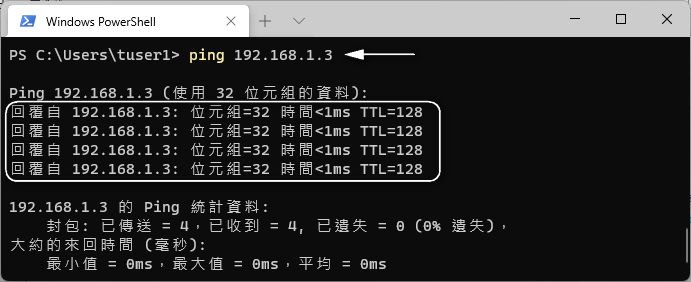 Windows PowerShell
PS C:\Users\tuser1> ping 192.168.1.3
Ping 192.168.1.3 (使用 32 位元組的資料):
回覆自 192.168.1.3: 位元組=32 時間<1ms TTL=128
回覆自 192.168.1.3: 位元組=32 時間<1ms TTL=128
回覆自 192.168.1.3: 位元組=32 時間<1ms TTL=128
回覆自 192.168.1.3: 位元組=32 時間<1ms TTL=128
192.168.1.3 的 Ping 統計資料:
封包: 已傳送 = 4，已收到 = 4, 已遺失 = 0 (0% 遺失)，
大約的來回時間 (毫秒):
最小值 = 0ms，最大值 = 0ms，平均 = 0ms